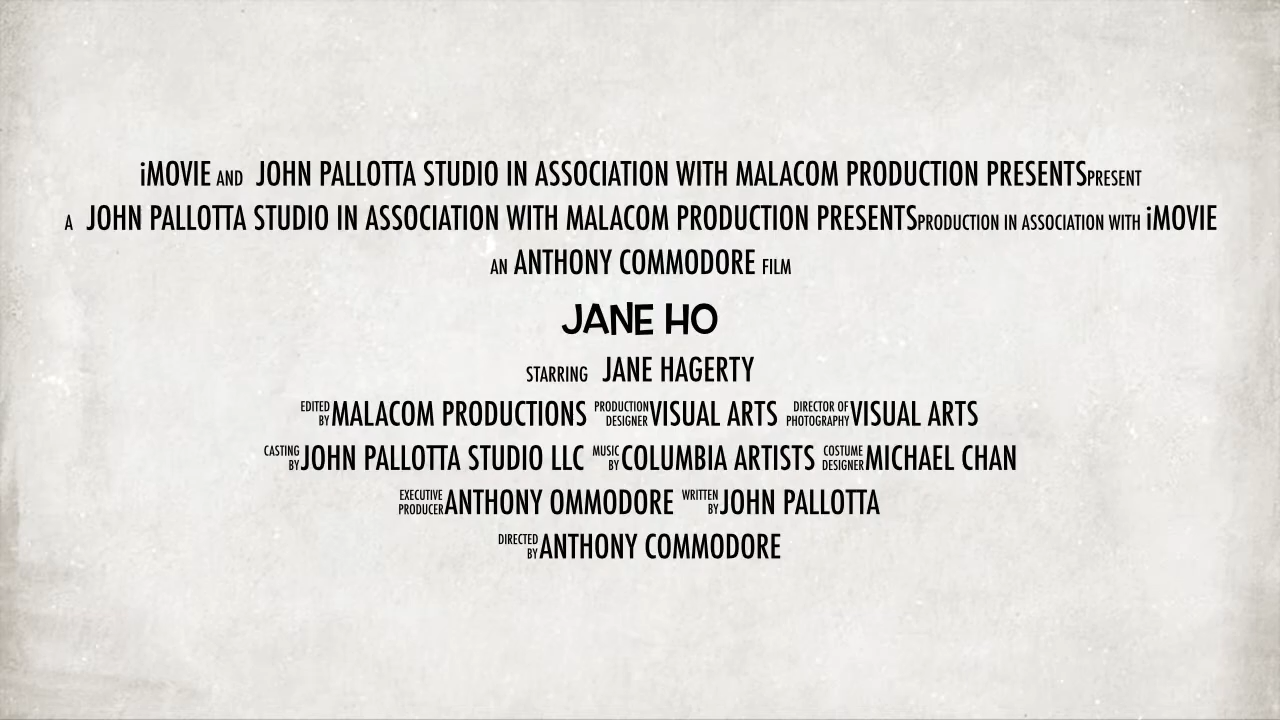 iMOVIE AND JOHN PALLOTTA STUDIO IN ASSOCIATION WITH MALACOM PRODUCTION PRESENTSPRESENT
A JOHN PALLOTTA STUDIO IN ASSOCIATION WITH MALACOM PRODUCTION PRESENTSPRODUCTION IN ASSOCIATION WITH iMOVIE
AN ANTHONY COMMODORE FILM
JANE HO
STARRING JANE HAGERTY
EDITED BY MALACOM PRODUCTIONS PRODUCTION DESIGNER VISUAL ARTS DIRECTOR OF PHOTOGRAPHY VISUAL ARTS
CASTING BY JOHN PALLOTTA STUDIO LLC MUSIC BY COLUMBIA ARTISTS COSTUME DESIGNER MICHAEL CHAN
EXECUTIVE PRODUCER ANTHONY OMMODORE WRITTEN BY JOHN PALLOTTA
DIRECTED BY ANTHONY COMMODORE